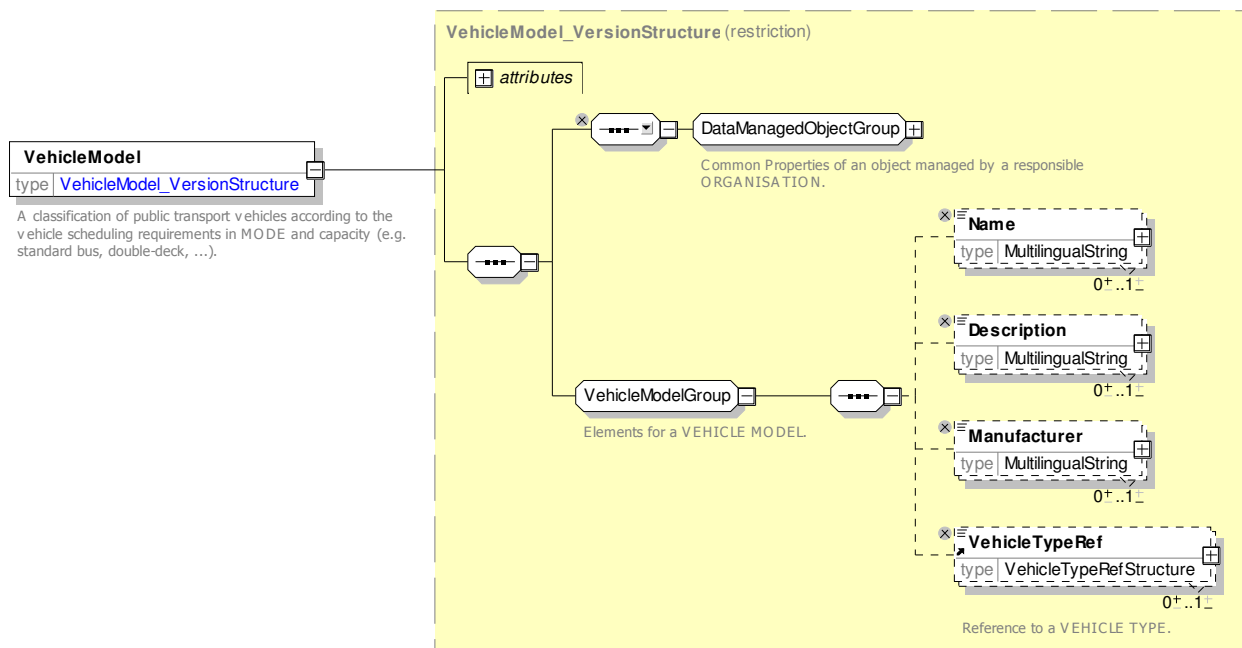 VehicleModel_VersionStructure (restriction)
attributes
DataManagedObjectGroup
Common Properties of an object managed by a responsible
ORGANISATION.
VehicleModel
type VehicleModel_VersionStructure
A classification of public transport vehicles according to the
vehicle scheduling requirements in MODE and capacity (e.g.
standard bus, double-deck, ...).
Name
type MultilingualString
0..1
Description
type MultilingualString
0..1
VehicleModelGroup
Elements for a VEHICLE MODEL.
Manufacturer
type MultilingualString
0..1
VehicleTypeRef
type VehicleTypeRefStructure
0..1
Reference to a VEHICLE TYPE.